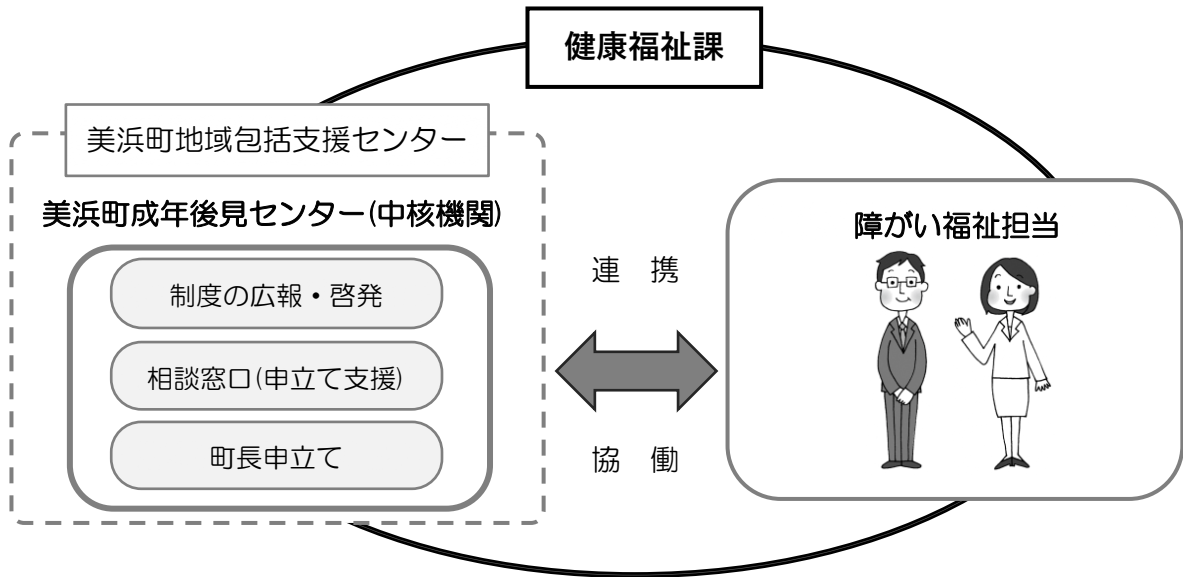 健康福祉課
美浜町地域包括支援センター
美浜町成年後見センター(中核機関)
制度の広報・啓発
相談窓口(申立て支援)
町長申立て
連　携
協　働
障がい福祉担当